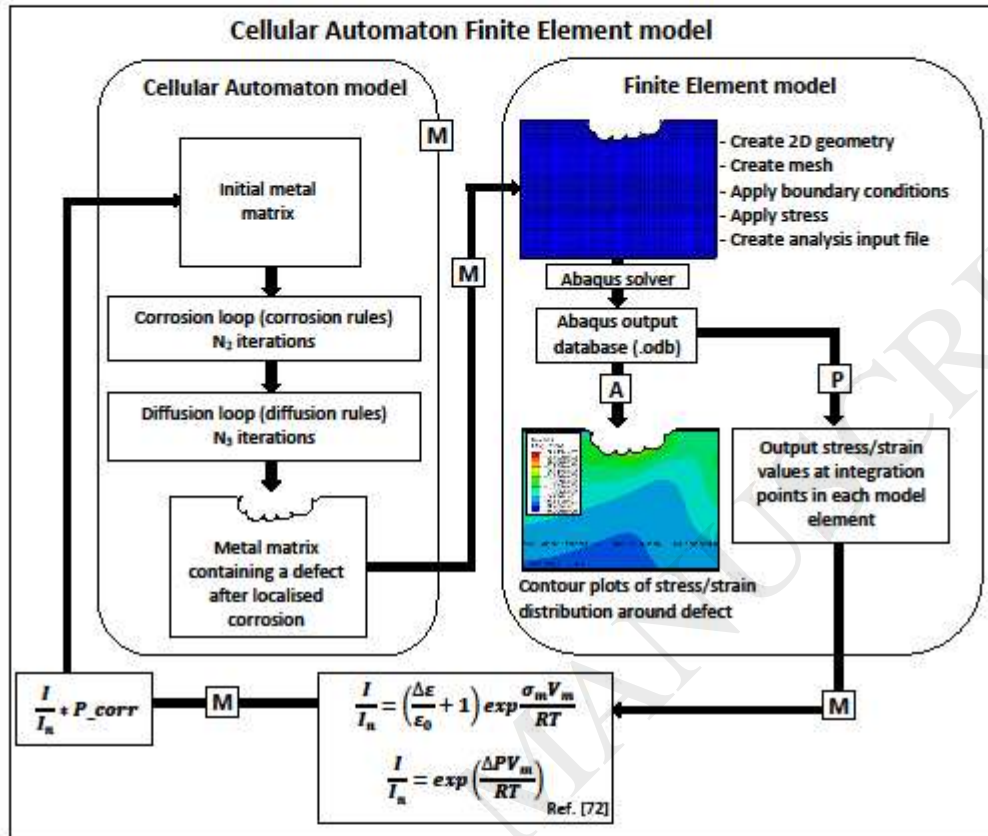 Cellular Automaton Finite Element model
Cellular Automaton model
M
Initial metal
matrix
Corrosion loop (corrosion rules)
N₂ iterations
Diffusion loop (diffusion rules)
N₃ iterations
Metal matrix
containing a defect
after localised
corrosion
M
Finite Element model
- Create 2D geometry
- Create mesh
- Apply boundary conditions
- Apply stress
- Create analysis input file
Abaqus solver
Abaqus output
database (.odb)
A
P
Contour plots of stress/strain
distribution around defect
Output stress/strain
values at integration
points in each model
element
M
I/Iₙ = (Δε/ε₀ + 1) exp σₘVₘ/RT
I/Iₙ = exp (ΔPVₘ/RT)
Ref. [72]
M
I/Iₙ * P_corr
MANUSCR